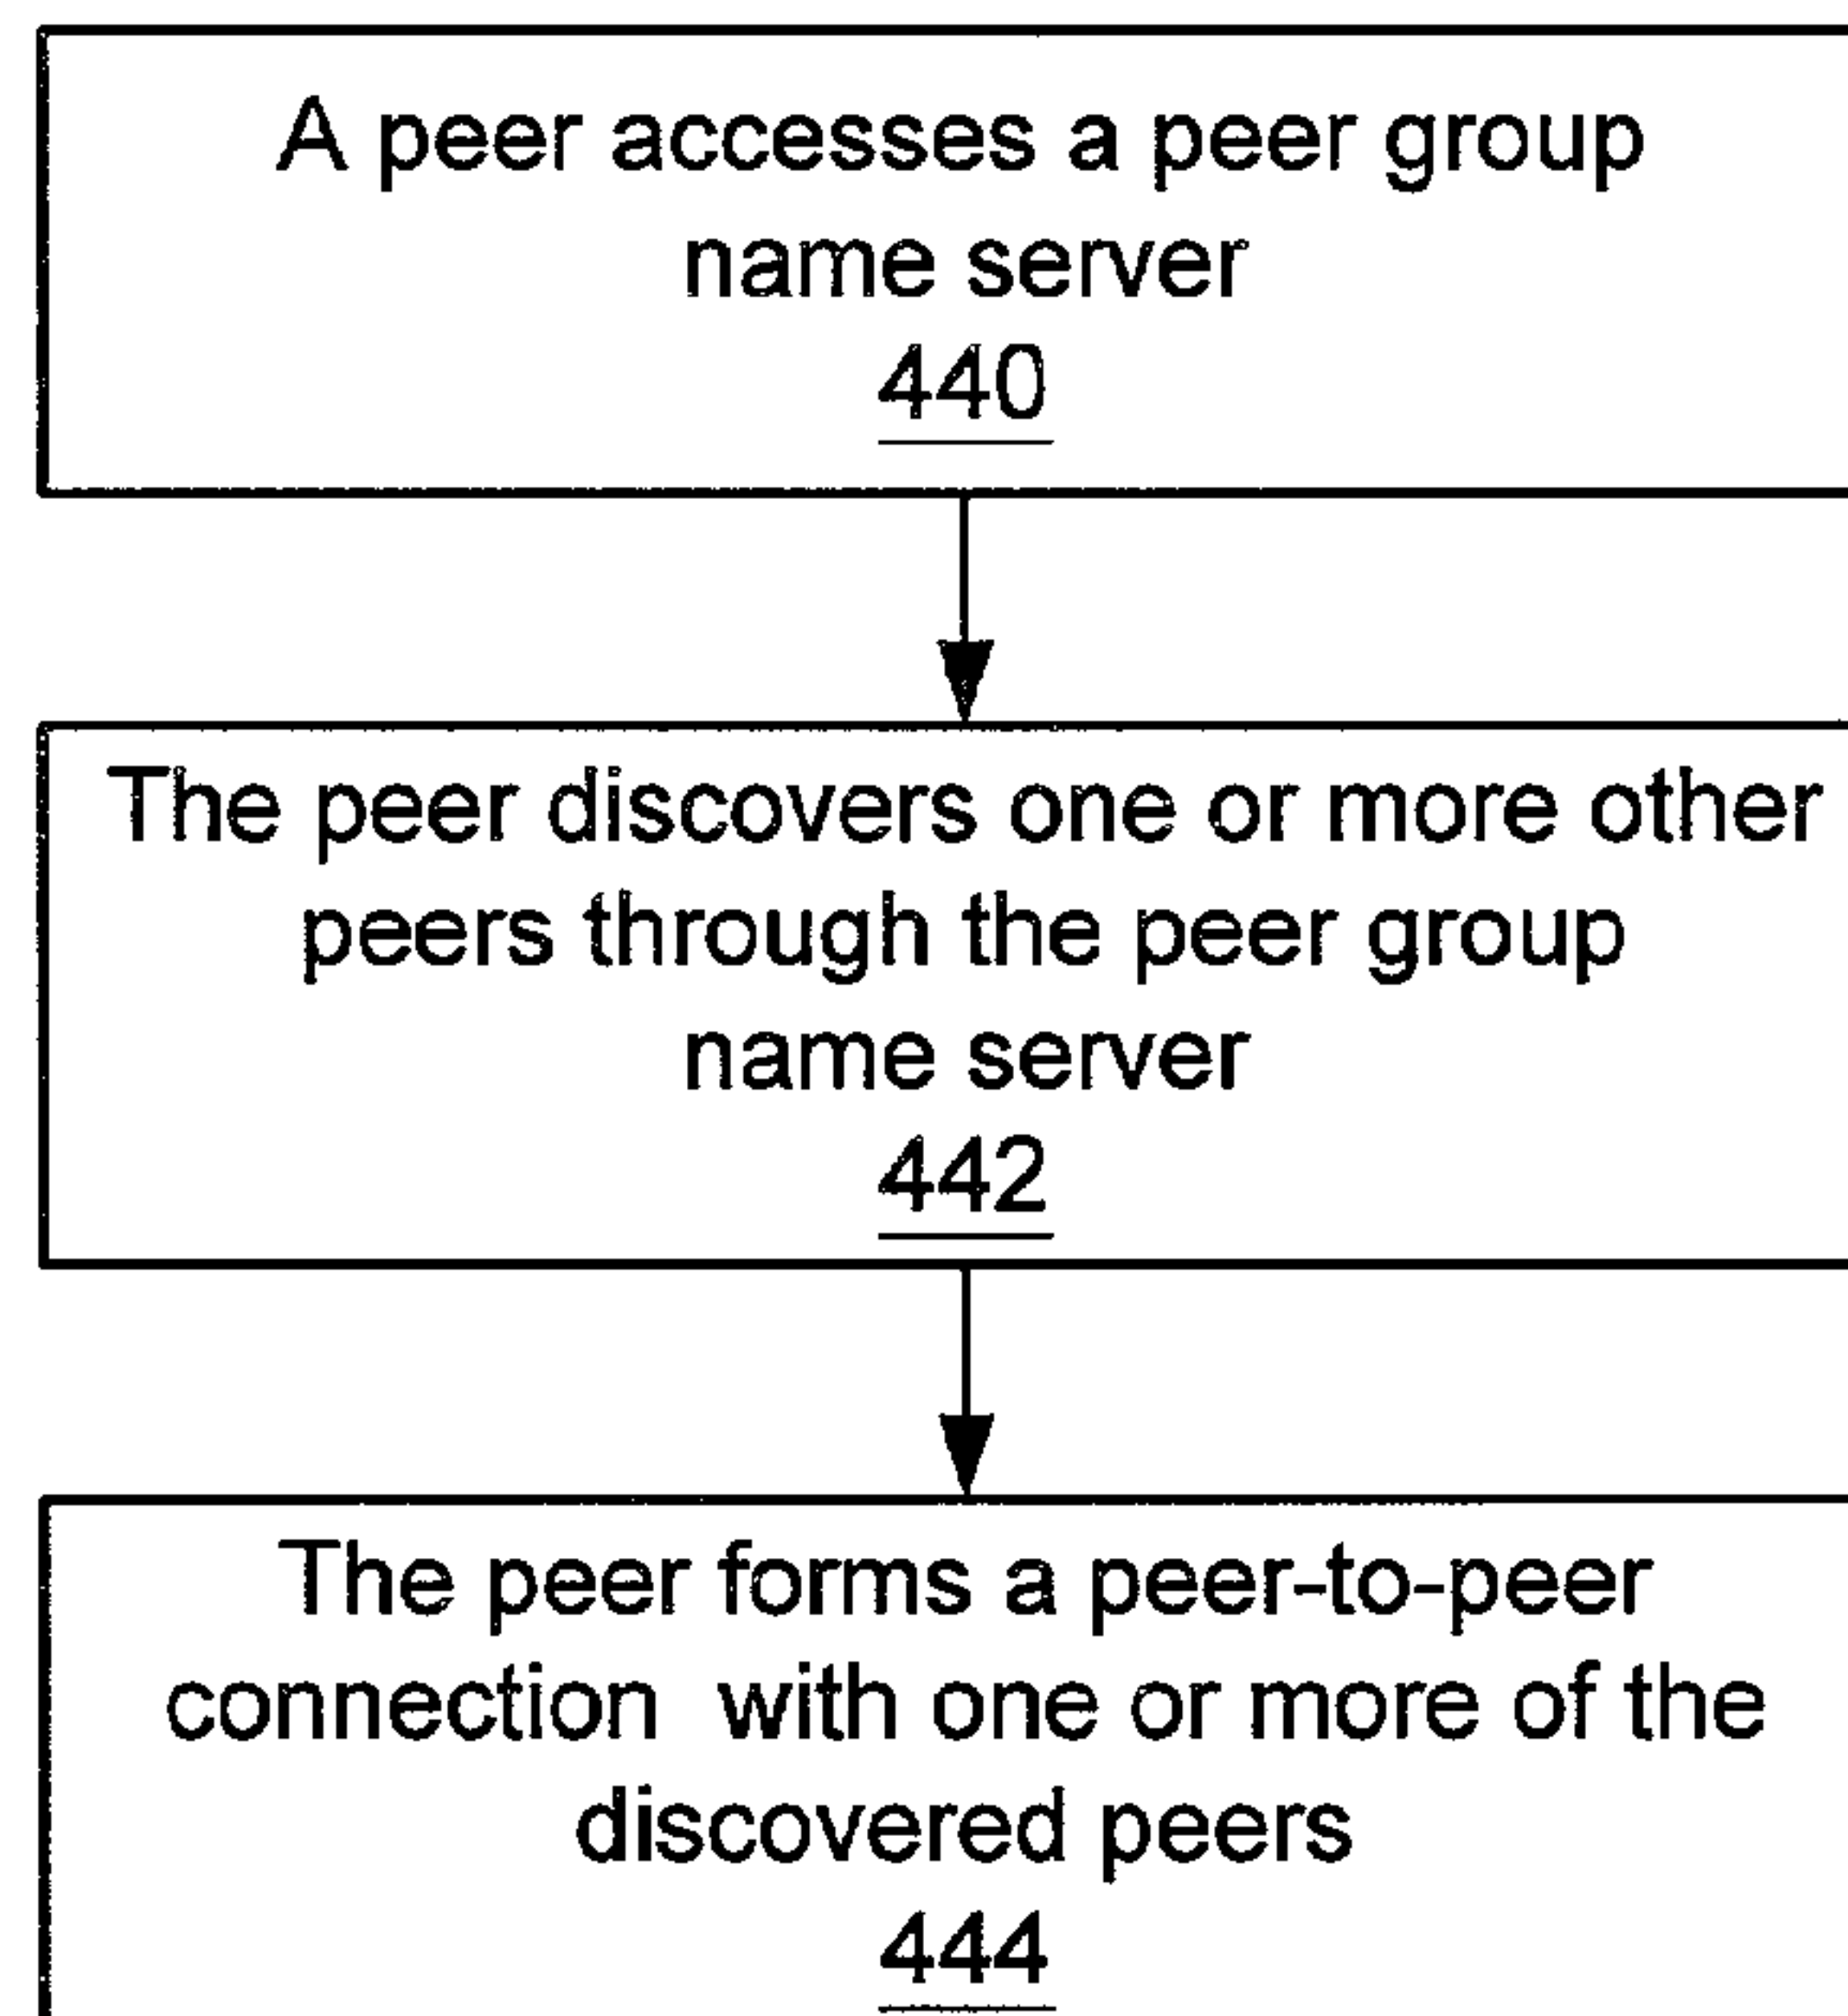 A peer accesses a peer group
name server
440
The peer discovers one or more other
peers through the peer group
name server
442
The peer forms a peer-to-peer
connection with one or more of the
discovered peers
444